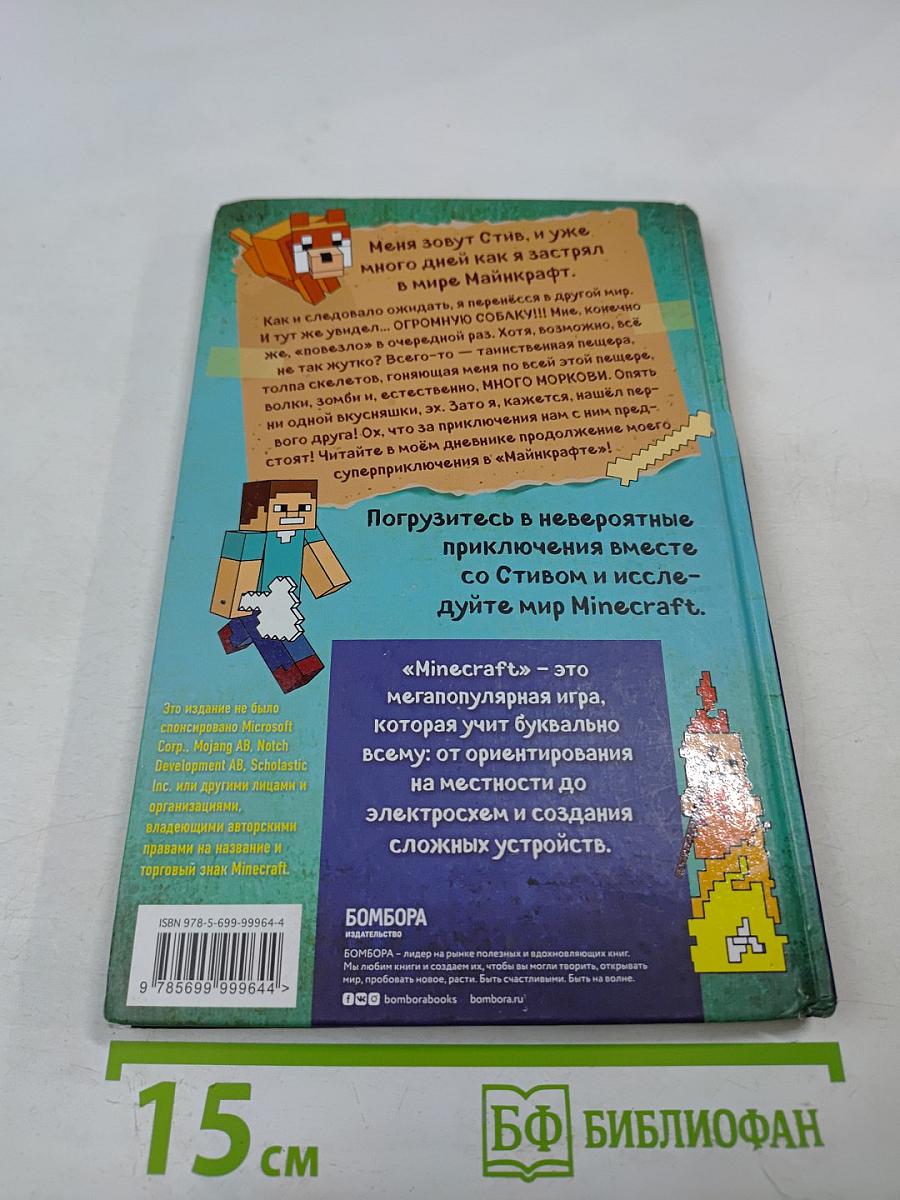 Меня зовут Стив, и уже
много дней как я застрял
в мире Майнкрафт.
Как и следовало ожидать, я перенёсся в другой мир.
И тут же увидел... ОГРОМНУЮ СОБАКУ!!! Мне, конечно
же, «повезло» в очередной раз. Хотя, возможно, всё
не так жутко? Всего-то — таинственная пещера,
толпа скелетов, гоняющая меня по всей этой пещере,
волки, зомби и, естественно, МНОГО МОРКОВИ. Опять
ни одной вкусняшки, эх. Зато я, кажется, нашёл пер-
вого друга! Ох, что за приключения нам с ним пред-
стоят! Читайте в моём дневнике продолжение моего
суперприключения в «Майнкрафте»!
Погрузитесь в невероятные
приключения вместе
со Стивом и иссле-
дуйте мир Minecraft.
«Minecraft» – это
мегапопулярная игра,
которая учит буквально
всему: от ориентирования
на местности до
электросхем и создания
сложных устройств.
Это издание не было
спонсировано Microsoft
Corp., Mojang AB, Notch
Development AB, Scholastic
Inc. или другими лицами и
организациями,
владеющими авторскими
правами на название и
торговый знак Minecraft.
ISBN 978-5-699-99964-4
9 785699 999644 >
БОМБОРА
ИЗДАТЕЛЬСТВО
БОМБОРА – лидер на рынке полезных и вдохновляющих книг.
Мы любим книги и создаем их, чтобы вы могли творить, открывать
мир, пробовать новое, расти. Быть счастливыми. Быть на волне.
bomborabooks bombora.ru
15 см
БФ БИБЛИОФАН